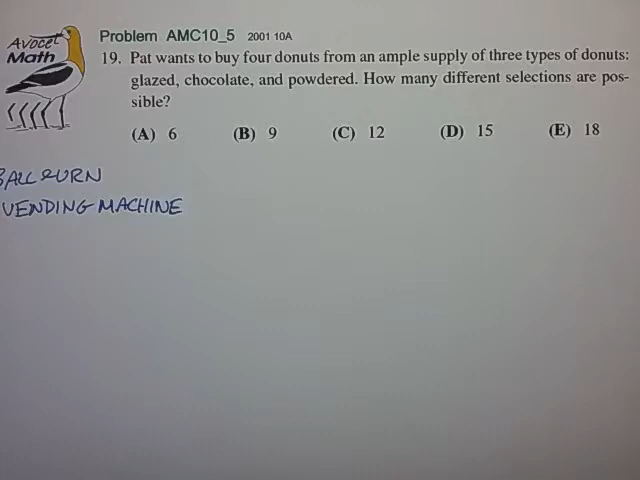 Avocet
Math
Problem AMC10_5 2001 10A
19. Pat wants to buy four donuts from an ample supply of three types of donuts:
glazed, chocolate, and powdered. How many different selections are pos-
sible?
(A) 6 (B) 9 (C) 12 (D) 15 (E) 18
BALL & URN
VENDING MACHINE